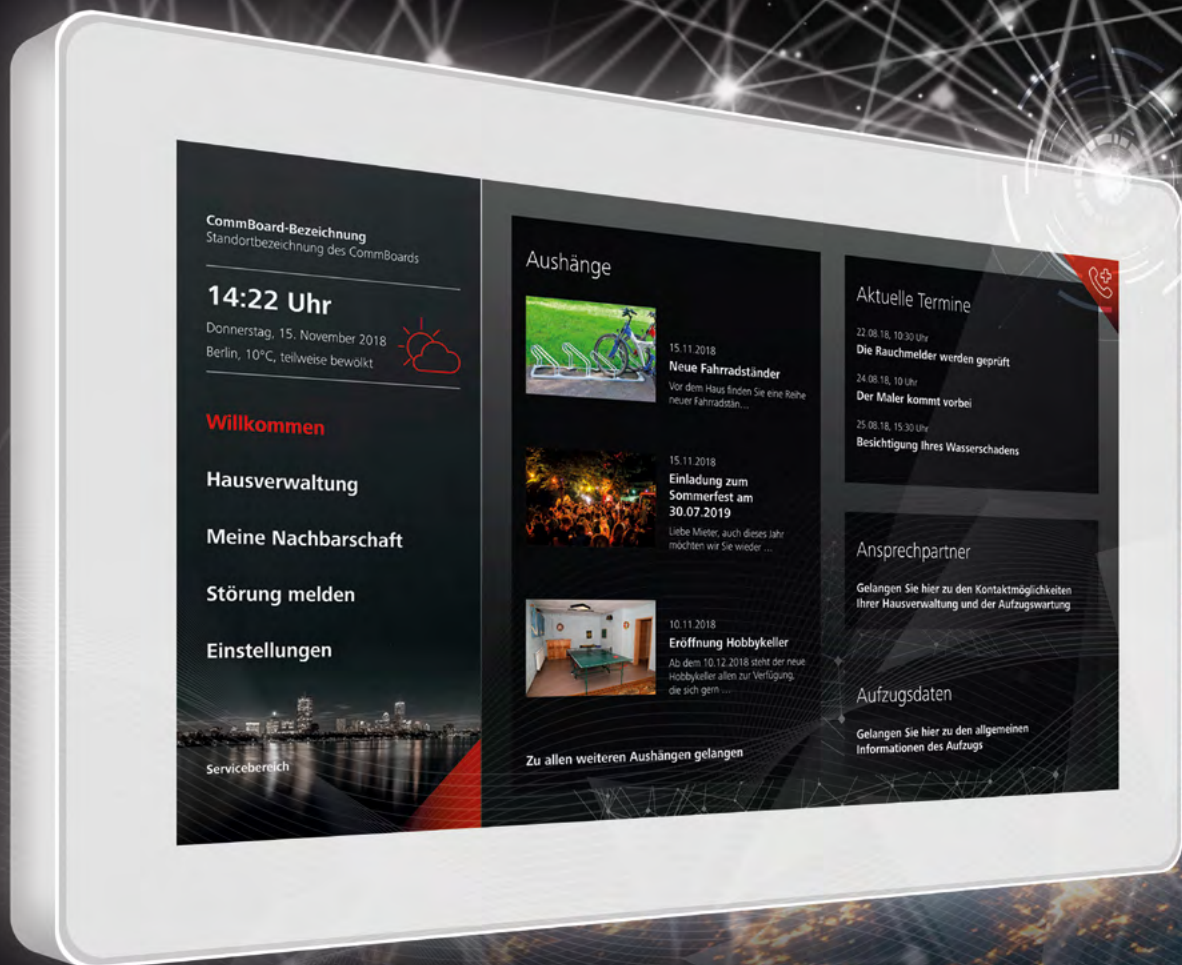 CommBoard-Bezeichnung
Standortbezeichnung des CommBoards
14:22 Uhr
Donnerstag, 15. November 2018
Berlin, 10°C, teilweise bewölkt
Willkommen
Hausverwaltung
Meine Nachbarschaft
Störung melden
Einstellungen
Servicebereich
Aushänge
15.11.2018
Neue Fahrradständer
Vor dem Haus finden Sie eine Reihe
neuer Fahrradstän...
15.11.2018
Einladung zum
Sommerfest am
30.07.2019
Liebe Mieter, auch dieses Jahr
möchten wir Sie wieder ...
10.11.2018
Eröffnung Hobbykeller
Ab dem 10.12.2018 steht der neue
Hobbykeller allen zur Verfügung,
die sich gern ...
Zu allen weiteren Aushängen gelangen
Aktuelle Termine
22.08.18, 10:30 Uhr
Die Rauchmelder werden geprüft
24.08.18, 10 Uhr
Der Maler kommt vorbei
25.08.18, 15:30 Uhr
Besichtigung Ihres Wasserschadens
Ansprechpartner
Gelangen Sie hier zu den Kontaktmöglichkeiten
Ihrer Hausverwaltung und der Aufzugswartung
Aufzugsdaten
Gelangen Sie hier zu den allgemeinen
Informationen des Aufzugs